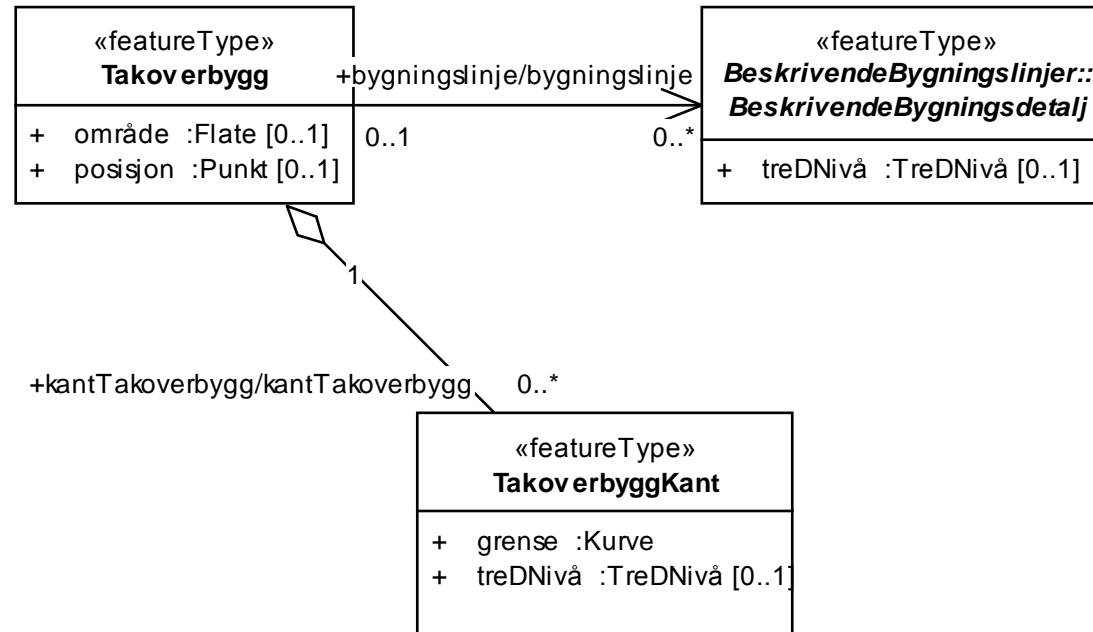 «featureType»
Takoverbygg
+ område :Flate [0..1]
+ posisjon :Punkt [0..1]
+bygningslinje/bygningslinje
0..1
0..*
«featureType»
BeskrivendeBygningslinjer::
BeskrivendeBygningsdetalj
+ treDNivå :TreDNivå [0..1]
1
+kantTakoverbygg/kantTakoverbygg
0..*
«featureType»
TakoverbyggKant
+ grense :Kurve
+ treDNivå :TreDNivå [0..1]